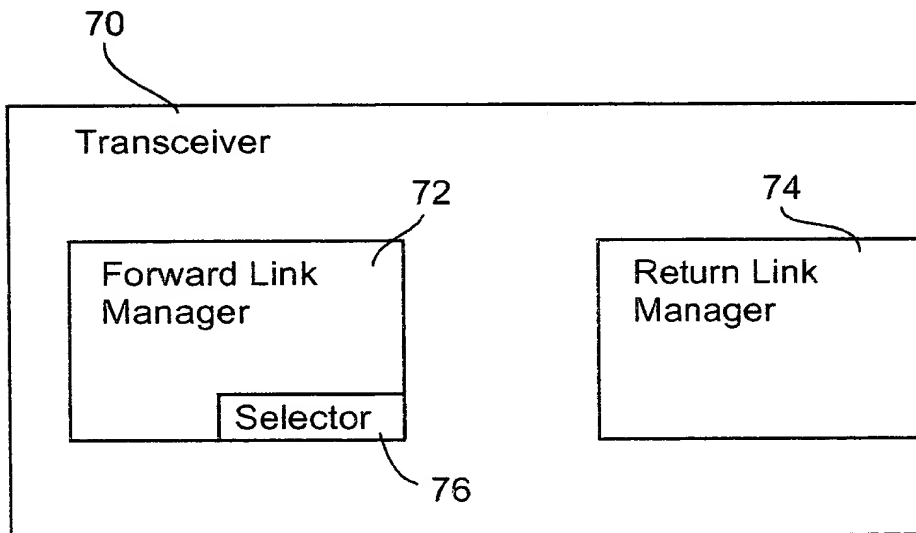 70
Transceiver
72
74
Forward Link
Manager
Return Link
Manager
Selector
76